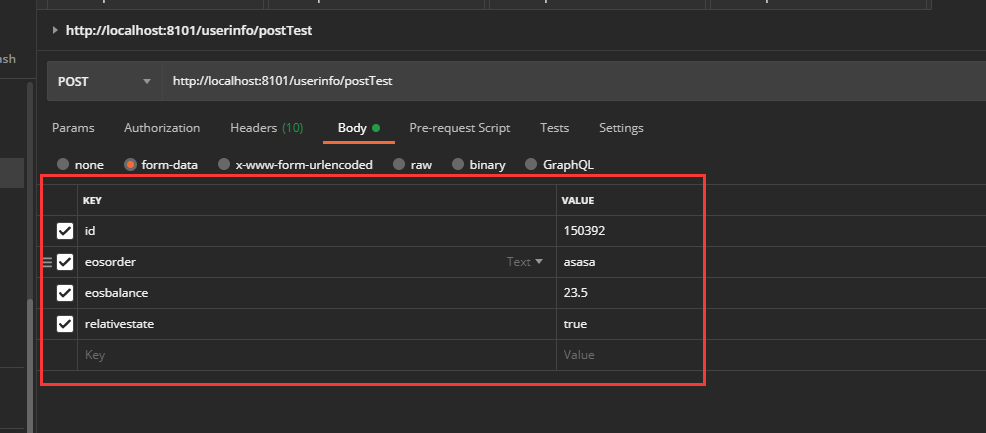 http://localhost:8101/userinfo/postTest
ash
POST http://localhost:8101/userinfo/postTest
Params Authorization Headers (10) Body Pre-request Script Tests Settings
none form-data x-www-form-urlencoded raw binary GraphQL
KEY VALUE
id 150392
eosorder Text asasa
eosbalance 23.5
relativestate true
Key Value